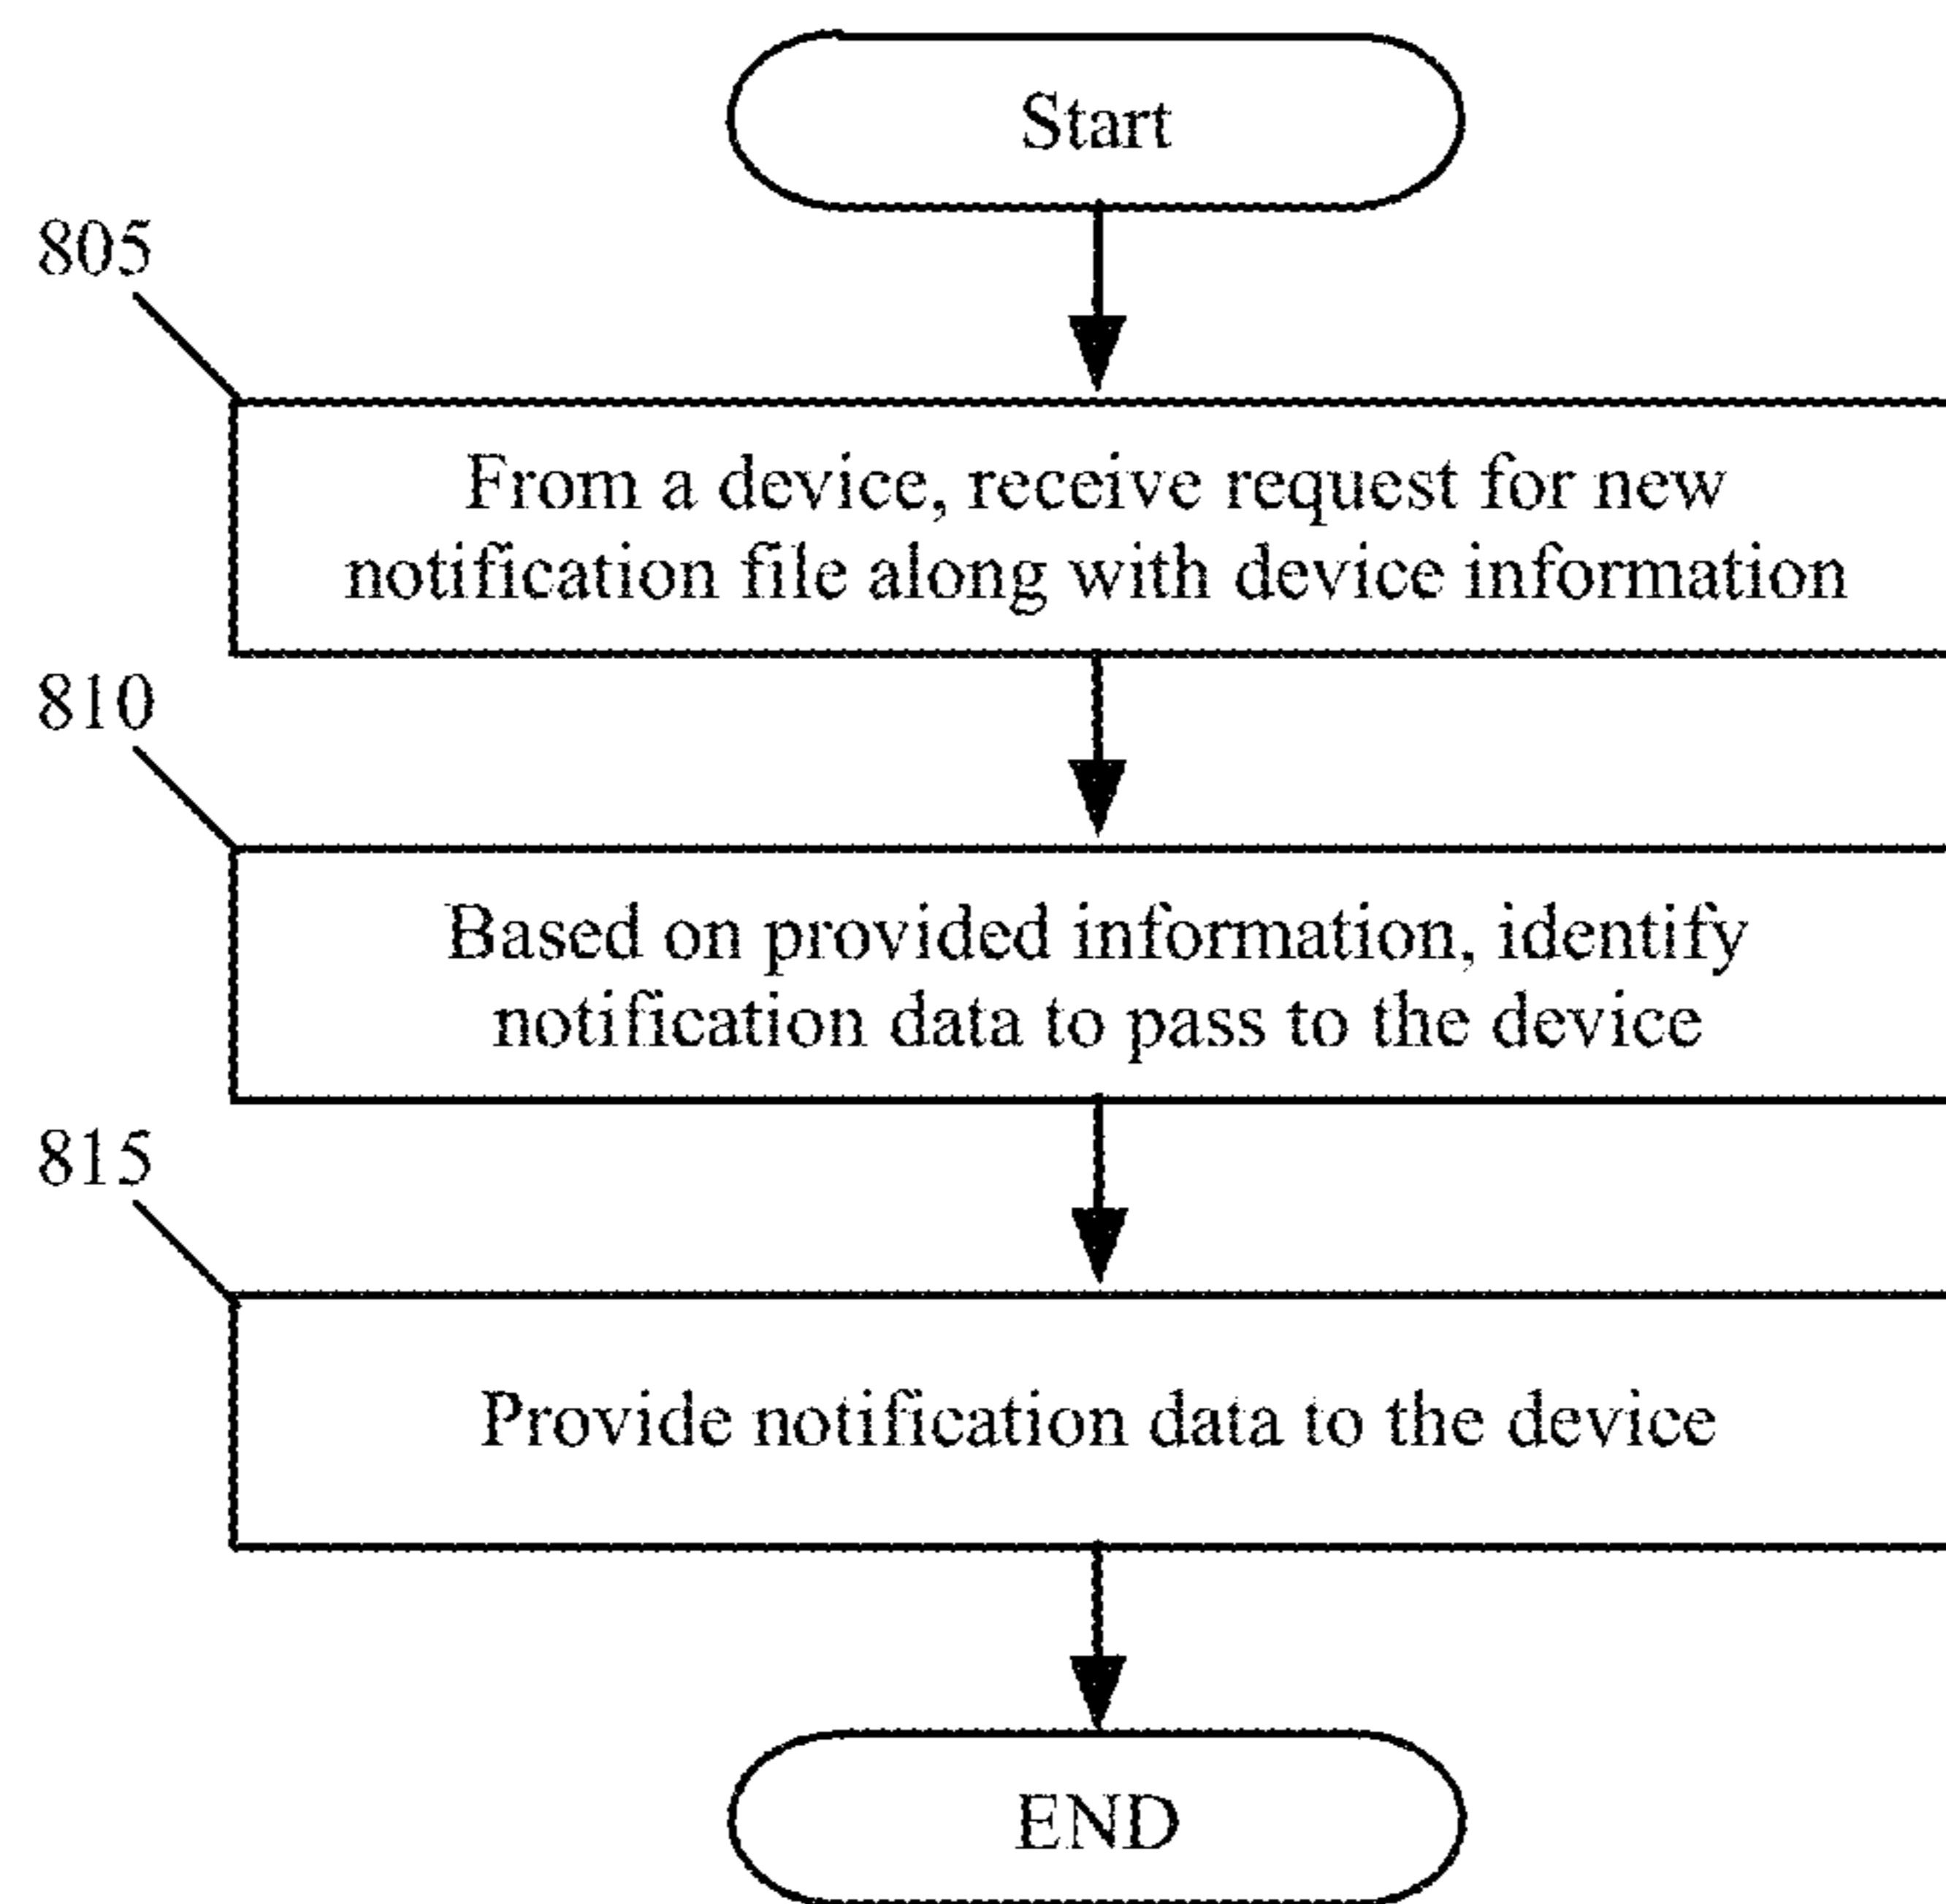 Start
805
From a device, receive request for new
notification file along with device information
810
Based on provided information, identify
notification data to pass to the device
815
Provide notification data to the device
END